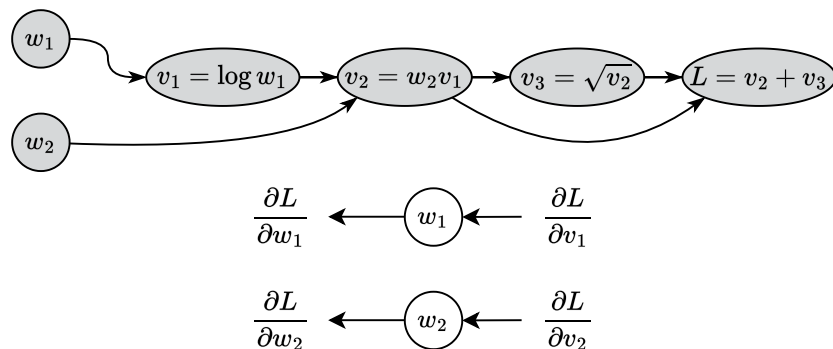 w₁
v₁ = log w₁ v₂ = w₂v₁ v₃ = √v₂ L = v₂ + v₃
w₂
∂L/∂w₁ w₁ ∂L/∂v₁
∂L/∂w₂ w₂ ∂L/∂v₂